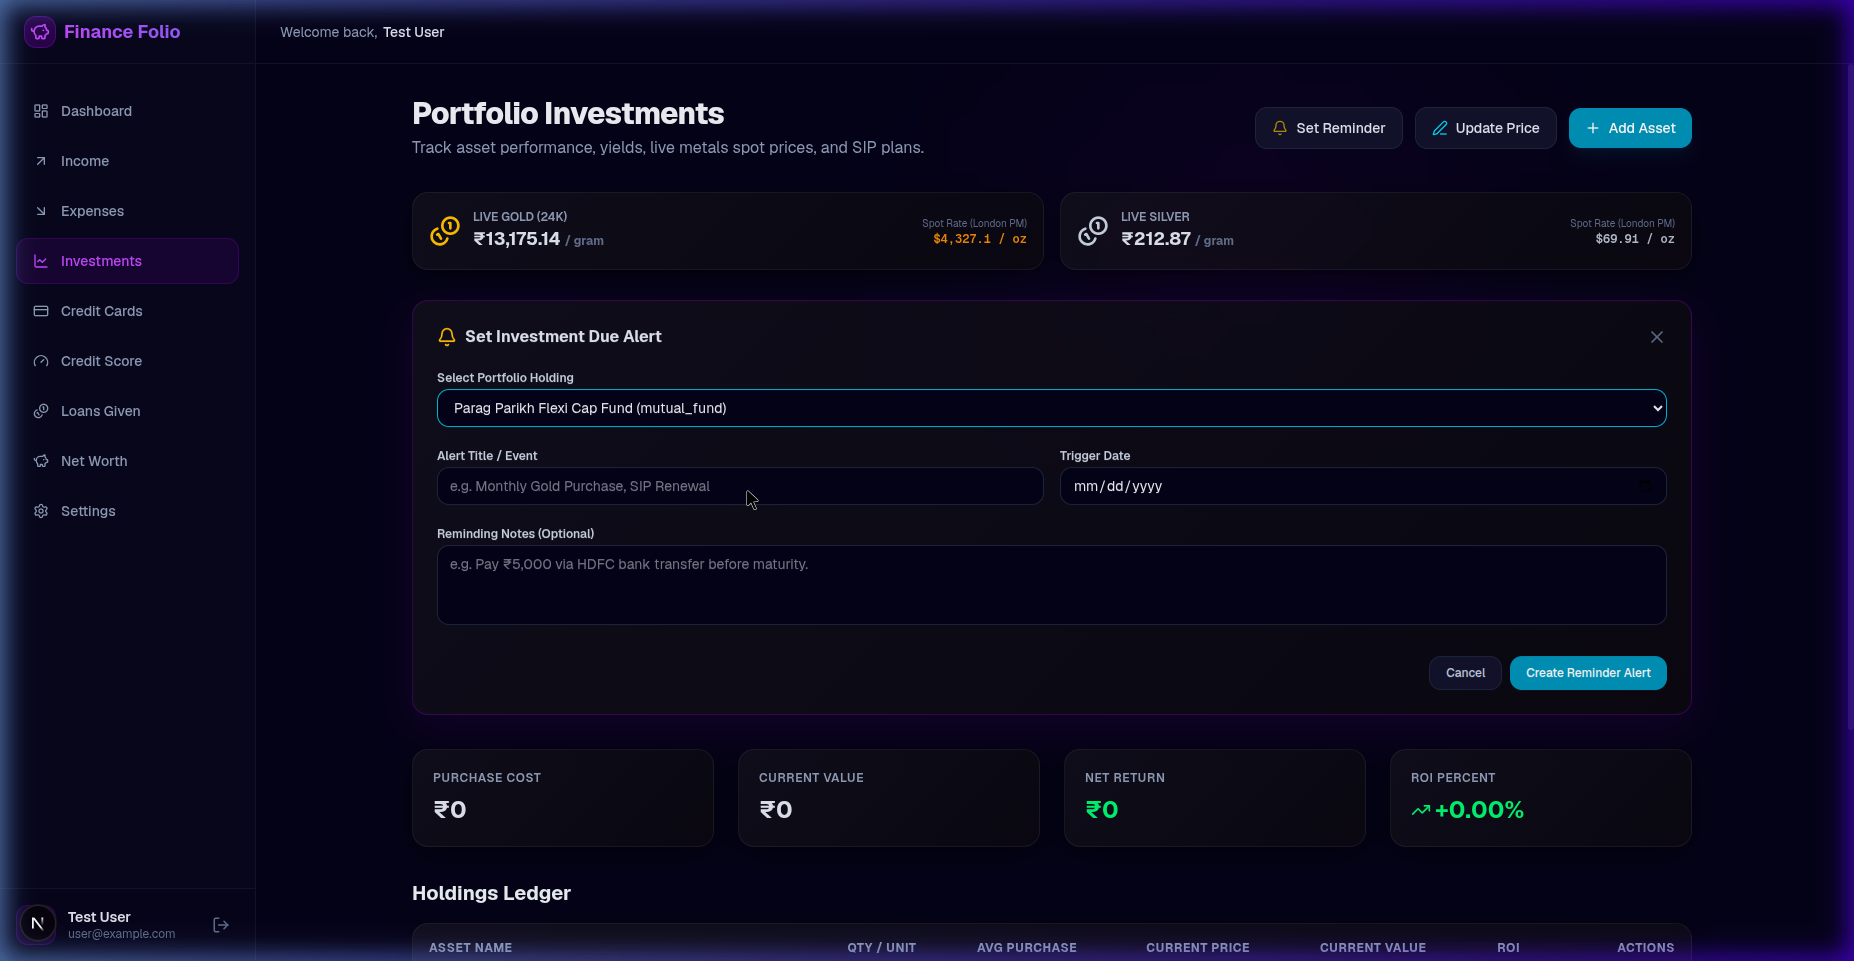 Finance Folio
Welcome back, Test User
Dashboard
Income
Expenses
Investments
Credit Cards
Credit Score
Loans Given
Net Worth
Settings
Portfolio Investments
Track asset performance, yields, live metals spot prices, and SIP plans.
Set Reminder
Update Price
Add Asset
LIVE GOLD (24K)
₹13,175.14 / gram
Spot Rate (London PM)
$4,327.1 / oz
LIVE SILVER
₹212.87 / gram
Spot Rate (London PM)
$69.91 / oz
Set Investment Due Alert
Select Portfolio Holding
Parag Parikh Flexi Cap Fund (mutual_fund)
Alert Title / Event
e.g. Monthly Gold Purchase, SIP Renewal
Trigger Date
mm/dd/yyyy
Reminding Notes (Optional)
e.g. Pay ₹5,000 via HDFC bank transfer before maturity.
Cancel
Create Reminder Alert
PURCHASE COST
₹0
CURRENT VALUE
₹0
NET RETURN
₹0
ROI PERCENT
+0.00%
Holdings Ledger
ASSET NAME QTY / UNIT AVG PURCHASE CURRENT PRICE CURRENT VALUE ROI ACTIONS
N
Test User
user@example.com